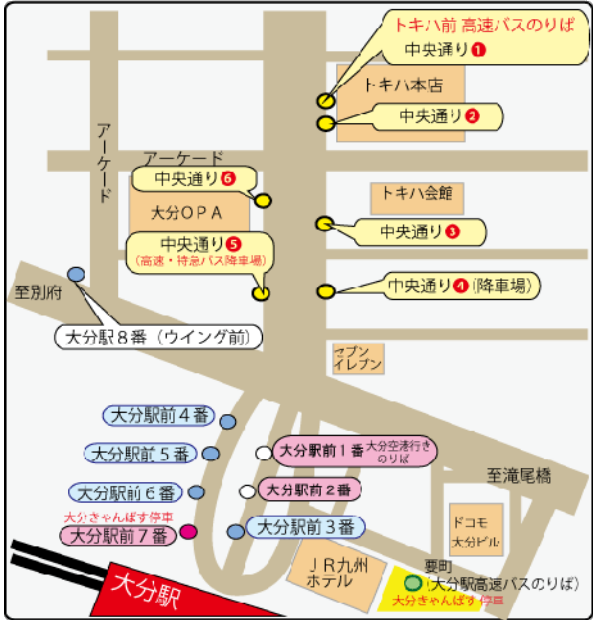 トキハ前 高速バスのりば
中央通り❶
トキハ本店
中央通り❷
アーケード
アーケード
中央通り❻
大分OPA
トキハ会館
中央通り❸
中央通り❺
(高速・特急バス降車場)
至別府
中央通り❹(降車場)
大分駅8番（ウイング前）
セブン
イレブン
大分駅前4番
大分駅前5番
大分駅前1番 大分空港行き
のりば
大分駅前6番
大分駅前2番
至滝尾橋
大分きゃんばす停車
大分駅前7番
大分駅前3番
ドコモ
大分ビル
JR九州
ホテル
要町
(大分駅高速バスのりば)
大分きゃんばす停車
大分駅